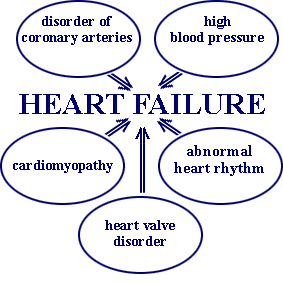 disorder of
coronary arteries
high
blood pressure
HEART FAILURE
cardiomyopathy
abnormal
heart rhythm
heart valve
disorder